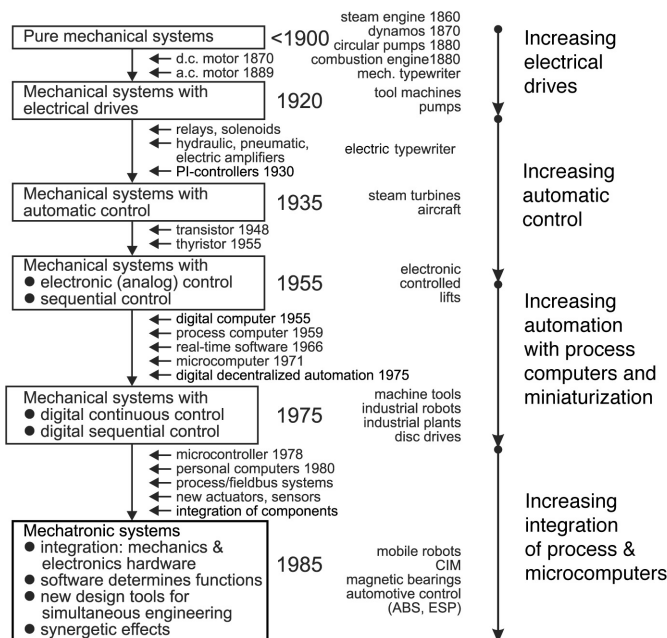 Pure mechanical systems
<1900
steam engine 1860
dynamos 1870
circular pumps 1880
combustion engine1880
mech. typewriter
d.c. motor 1870
a.c. motor 1889
Increasing
electrical
drives
Mechanical systems with
electrical drives
1920
tool machines
pumps
relays, solenoids
hydraulic, pneumatic,
electric amplifiers
PI-controllers 1930
electric typewriter
Increasing
automatic
control
Mechanical systems with
automatic control
1935
steam turbines
aircraft
transistor 1948
thyristor 1955
Mechanical systems with
● electronic (analog) control
● sequential control
1955
electronic
controlled
lifts
digital computer 1955
process computer 1959
real-time software 1966
microcomputer 1971
digital decentralized automation 1975
Increasing
automation
with process
computers and
miniaturization
Mechanical systems with
● digital continuous control
● digital sequential control
1975
machine tools
industrial robots
industrial plants
disc drives
microcontroller 1978
personal computers 1980
process/fieldbus systems
new actuators, sensors
integration of components
Increasing
integration
of process &
microcomputers
Mechatronic systems
● integration: mechanics &
electronics hardware
● software determines functions
● new design tools for
simultaneous engineering
● synergetic effects
1985
mobile robots
CIM
magnetic bearings
automotive control
(ABS, ESP)